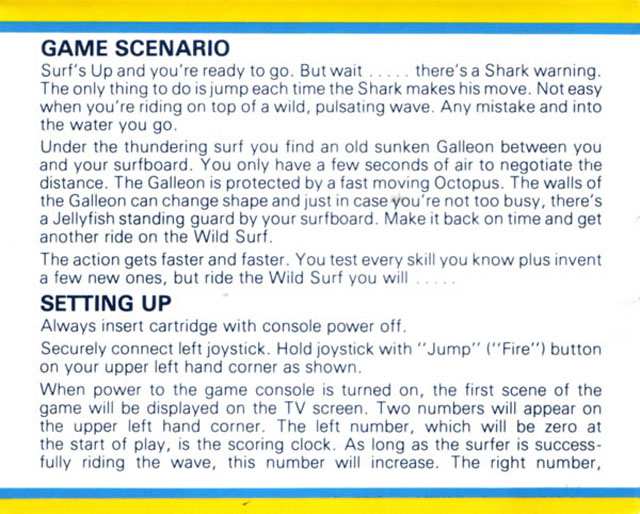 GAME SCENARIO
Surf's Up and you're ready to go. But wait ..... there's a Shark warning.
The only thing to do is jump each time the Shark makes his move. Not easy
when you're riding on top of a wild, pulsating wave. Any mistake and into
the water you go.
Under the thundering surf you find an old sunken Galleon between you
and your surfboard. You only have a few seconds of air to negotiate the
distance. The Galleon is protected by a fast moving Octopus. The walls of
the Galleon can change shape and just in case you're not too busy, there's
a Jellyfish standing guard by your surfboard. Make it back on time and get
another ride on the Wild Surf.
The action gets faster and faster. You test every skill you know plus invent
a few new ones, but ride the Wild Surf you will .....
SETTING UP
Always insert cartridge with console power off.
Securely connect left joystick. Hold joystick with "Jump" ("Fire") button
on your upper left hand corner as shown.
When power to the game console is turned on, the first scene of the
game will be displayed on the TV screen. Two numbers will appear on
the upper left hand corner. The left number, which will be zero at
the start of play, is the scoring clock. As long as the surfer is success-
fully riding the wave, this number will increase. The right number,